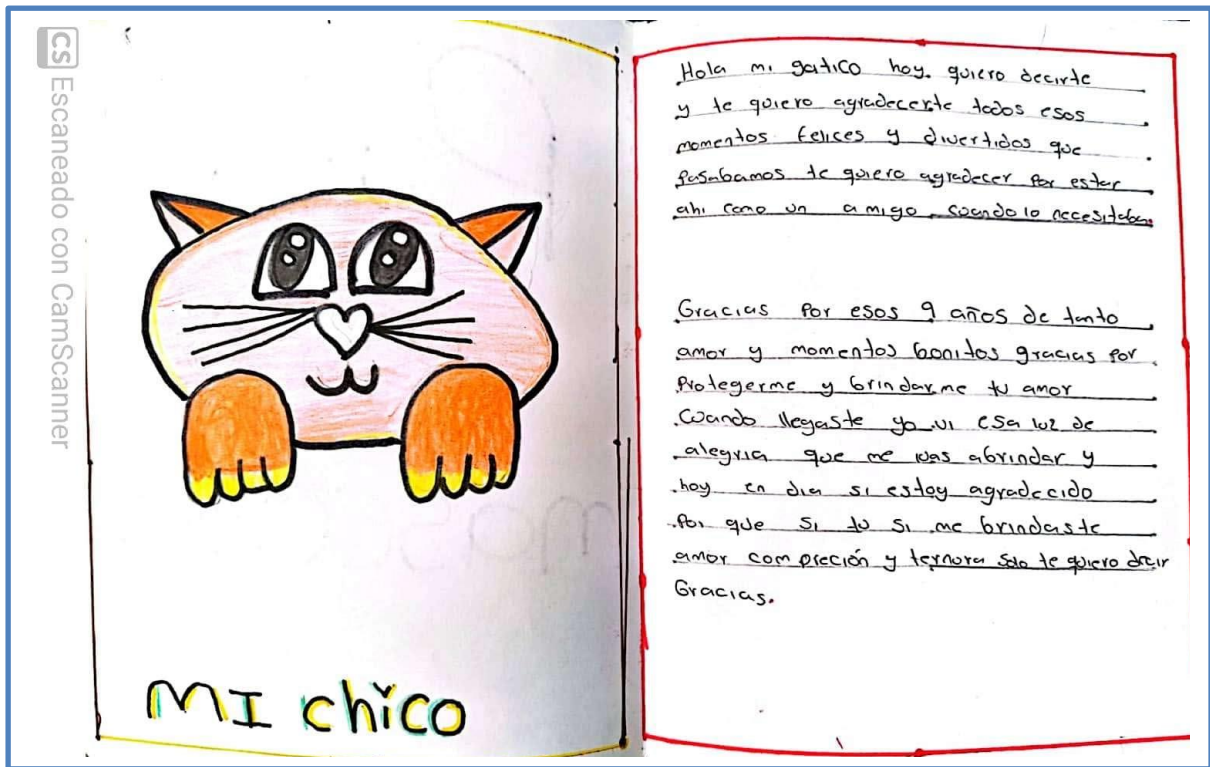 CS Escaneado con CamScanner
MI chico
Hola mi gatico hoy. quiero decirte
y te quiero agradecerte todos esos
momentos felices y divertidos que
pasabamos te quiero agradecer por estar
ahi como un amigo cuando lo necesitaba.
Gracias por esos 9 años de tanto
amor y momentos bonitos gracias por
protegerme y brindarme tu amor
Cuando llegaste yo vi esa luz de
alegria que me ivas abrindar y
hoy en dia si estoy agradecido
Por que si tu si me brindaste
amor compreción y ternura solo te quiero decir
Gracias.